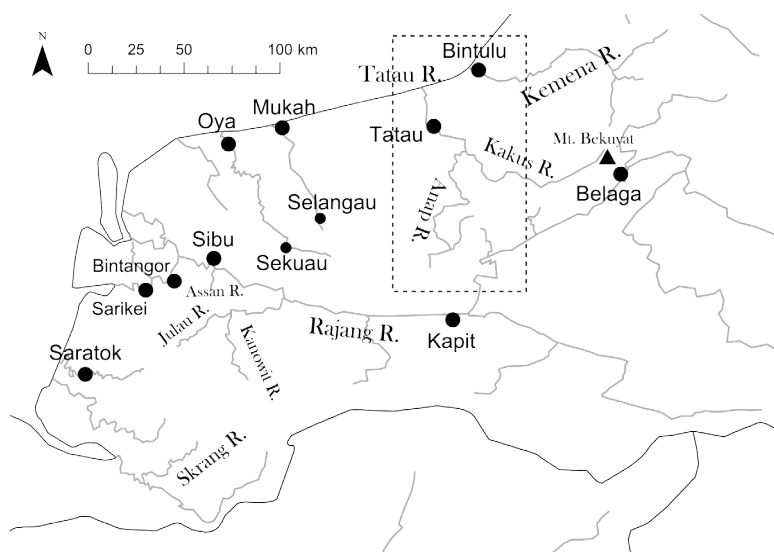 N
0 25 50 100 km
Bintulu
Tatau R.
Kemena R.
Mukah
Oya
Tatau
Mt. Bekuyat
Kakus R.
Belaga
Anap R.
Selangau
Sibu
Sekuau
Bintangor
Assan R.
Sarikei
Julau R.
Rajang R.
Kapit
Kanowit R.
Saratok
Skrang R.